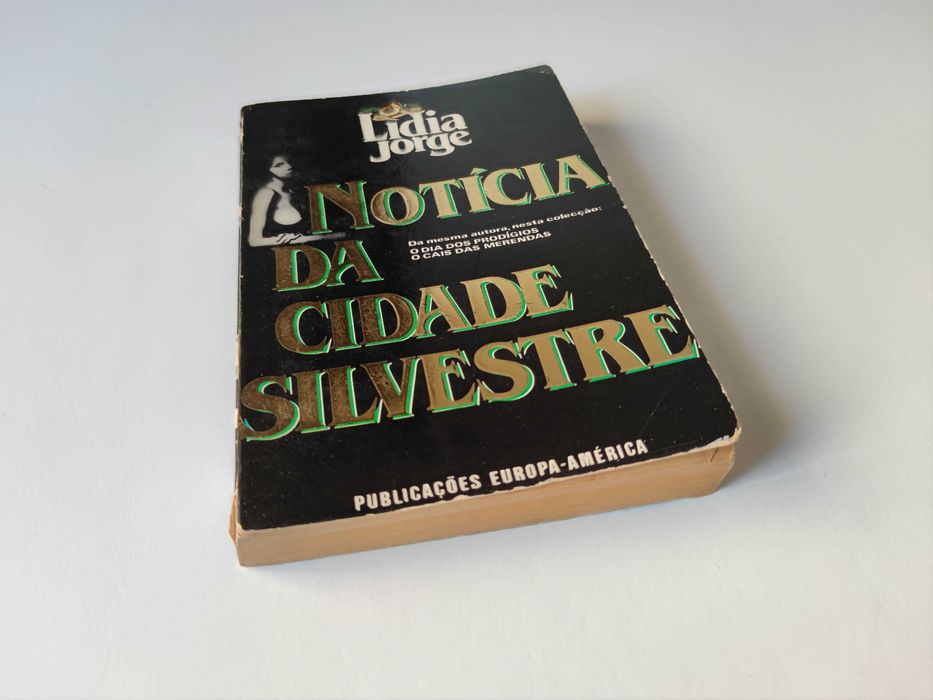 Lídia
Jorge
NOTÍCIA
Da mesma autora, nesta colecção:
O DIA DOS PRODÍGIOS
O CAIS DAS MERENDAS
DA
CIDADE
SILVESTRE
PUBLICAÇÕES EUROPA-AMÉRICA